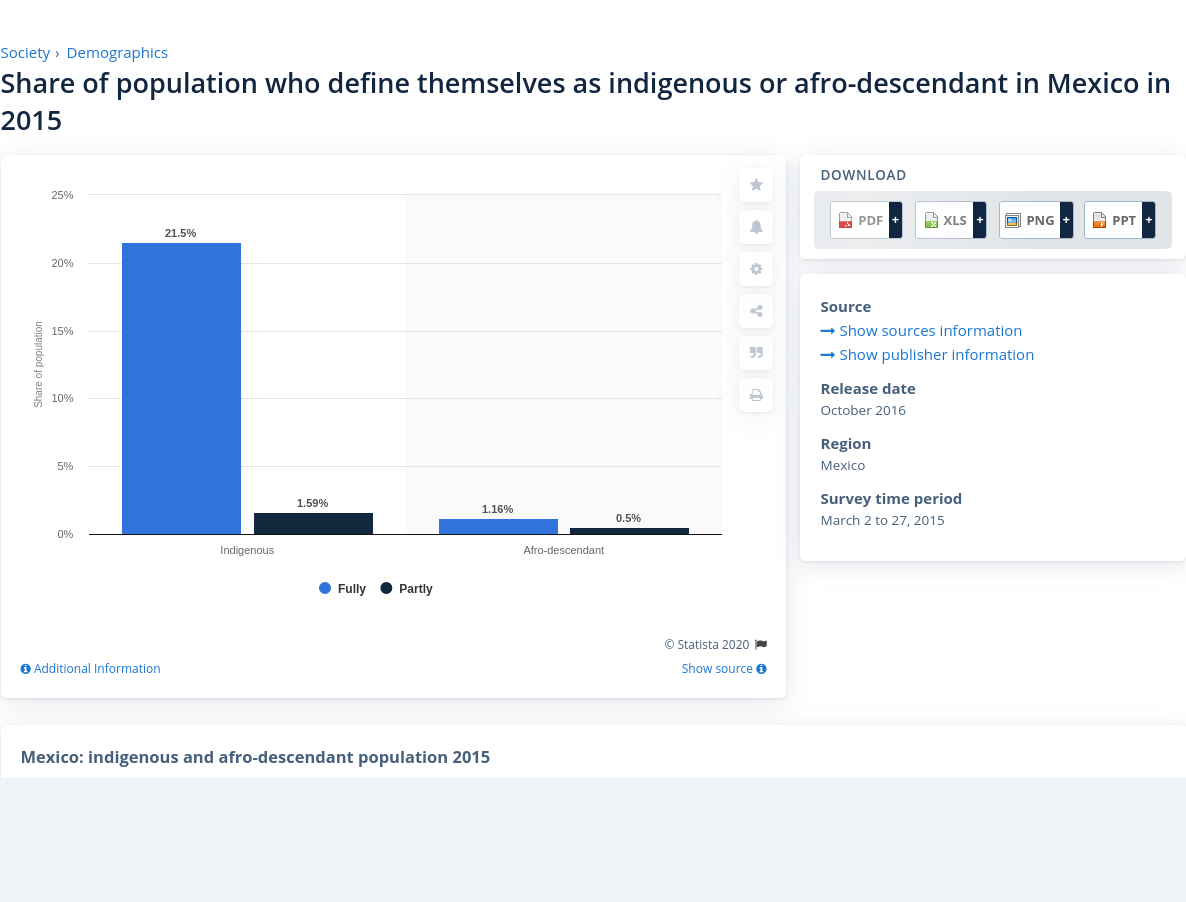 Society › Demographics
Share of population who define themselves as indigenous or afro-descendant in Mexico in
2015
25%
20%
15%
10%
5%
0%
Share of population
21.5%
1.59%
1.16%
0.5%
Indigenous
Afro-descendant
Fully
Partly
© Statista 2020
Additional Information
Show source
DOWNLOAD
PDF +
XLS +
PNG +
PPT +
Source
Show sources information
Show publisher information
Release date
October 2016
Region
Mexico
Survey time period
March 2 to 27, 2015
Mexico: indigenous and afro-descendant population 2015